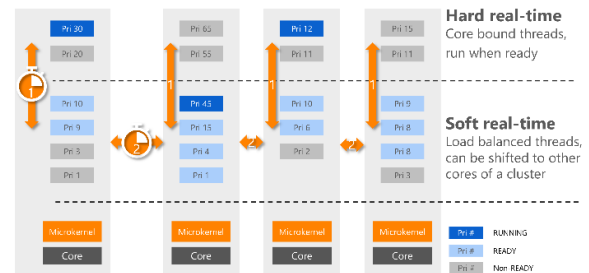 Pri 30
Pri 65
Pri 12
Pri 15
Hard real-time
Core bound threads,
run when ready
Pri 20
Pri 55
Pri 11
Pri 11
1
1
1
1
Pri 10
Pri 45
Pri 10
Pri 9
Soft real-time
Load balanced threads,
can be shifted to other
cores of a cluster
Pri 9
Pri 15
Pri 6
Pri 8
2
2
2
Pri 3
Pri 4
Pri 2
Pri 8
Pri 1
Pri 1
Pri 3
Microkernel
Microkernel
Microkernel
Microkernel
Core
Core
Core
Core
Pri # RUNNING
Pri # READY
Pri # Non READY